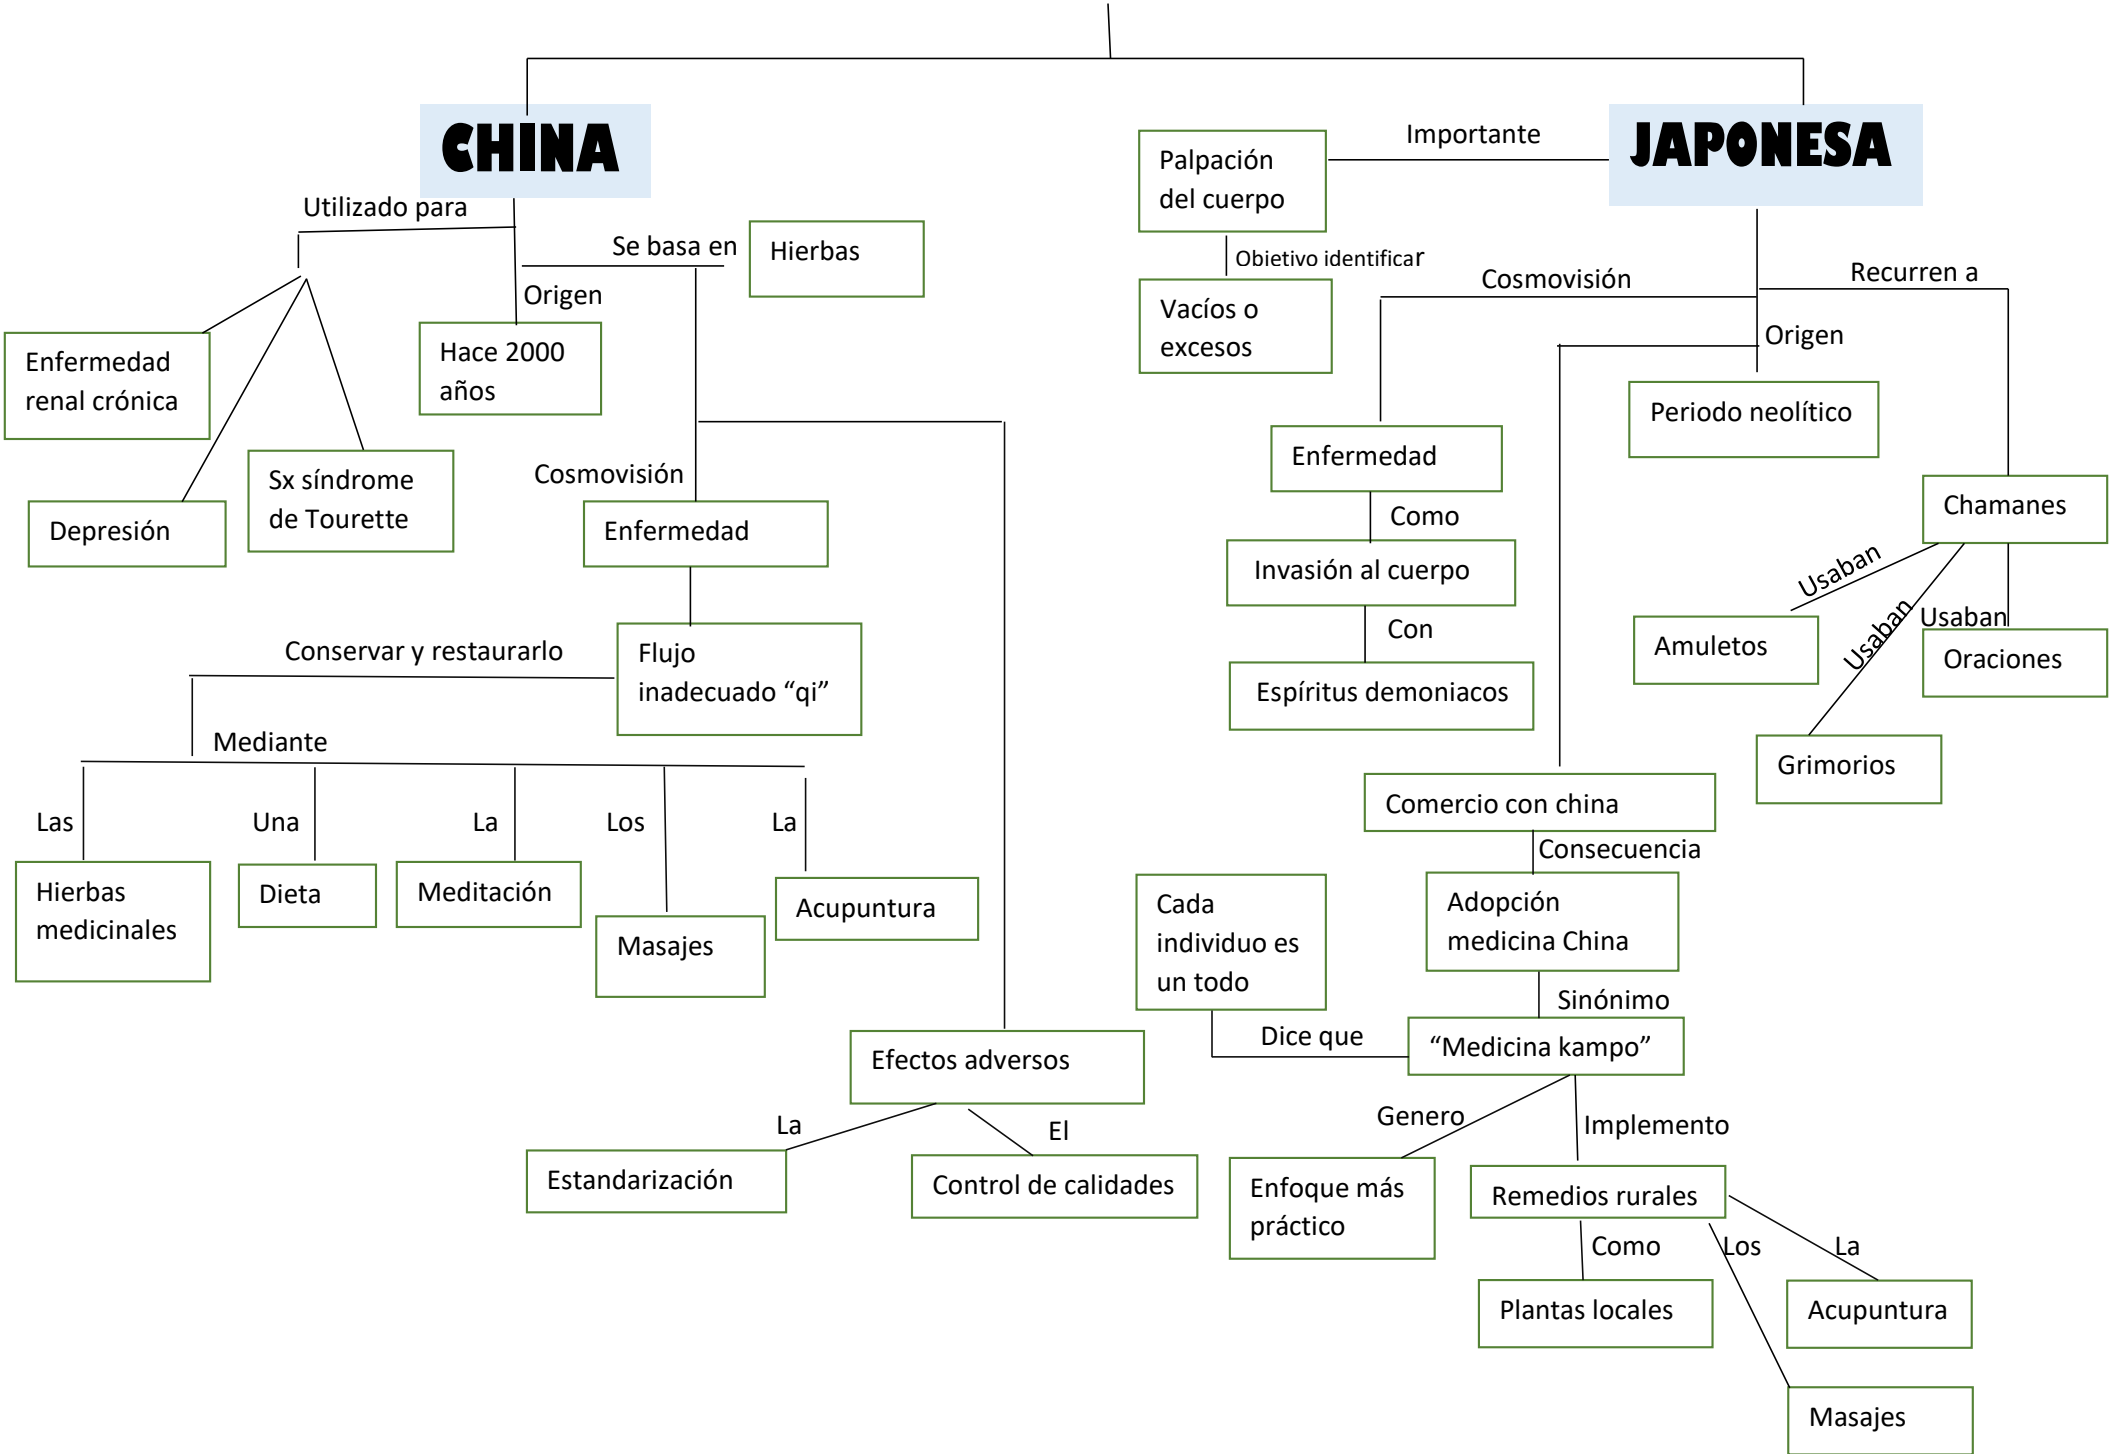 CHINA
Utilizado para
Enfermedad
renal crónica
Depresión
Sx síndrome
de Tourette
Origen
Hace 2000
años
Se basa en
Hierbas
Cosmovisión
Enfermedad
Flujo
inadecuado “qi”
Conservar y restaurarlo
Mediante
Las
Hierbas
medicinales
Una
Dieta
La
Meditación
Los
Masajes
La
Acupuntura
Efectos adversos
La
Estandarización
El
Control de calidades
JAPONESA
Importante
Palpación
del cuerpo
Obietivo identificar
Vacíos o
excesos
Cosmovisión
Enfermedad
Como
Invasión al cuerpo
Con
Espíritus demoniacos
Origen
Periodo neolítico
Recurren a
Chamanes
Usaban
Amuletos
Usaban
Grimorios
Usaban
Oraciones
Comercio con china
Consecuencia
Adopción
medicina China
Sinónimo
“Medicina kampo”
Dice que
Cada
individuo es
un todo
Genero
Enfoque más
práctico
Implemento
Remedios rurales
Como
Plantas locales
Los
Masajes
La
Acupuntura